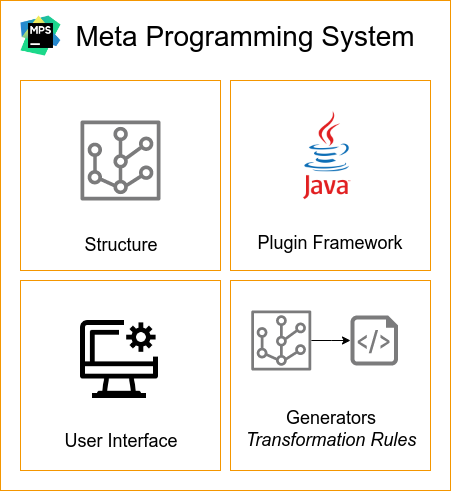 MPS
Meta Programming System
Java
Structure
Plugin Framework
</>
User Interface
Generators
Transformation Rules